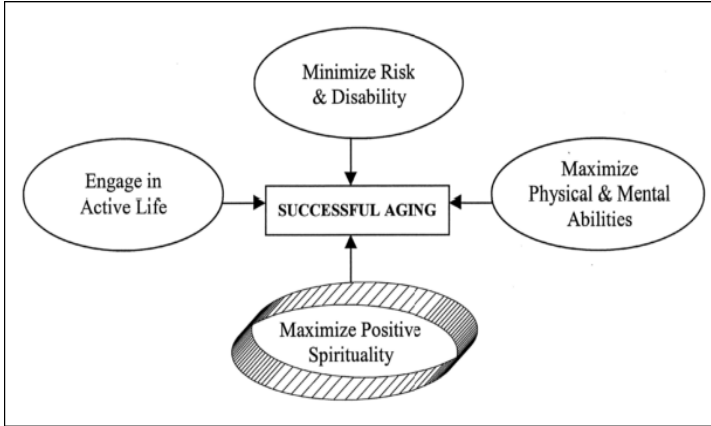 Minimize Risk
& Disability
Engage in
Active Life
SUCCESSFUL AGING
Maximize
Physical & Mental
Abilities
Maximize Positive
Spirituality